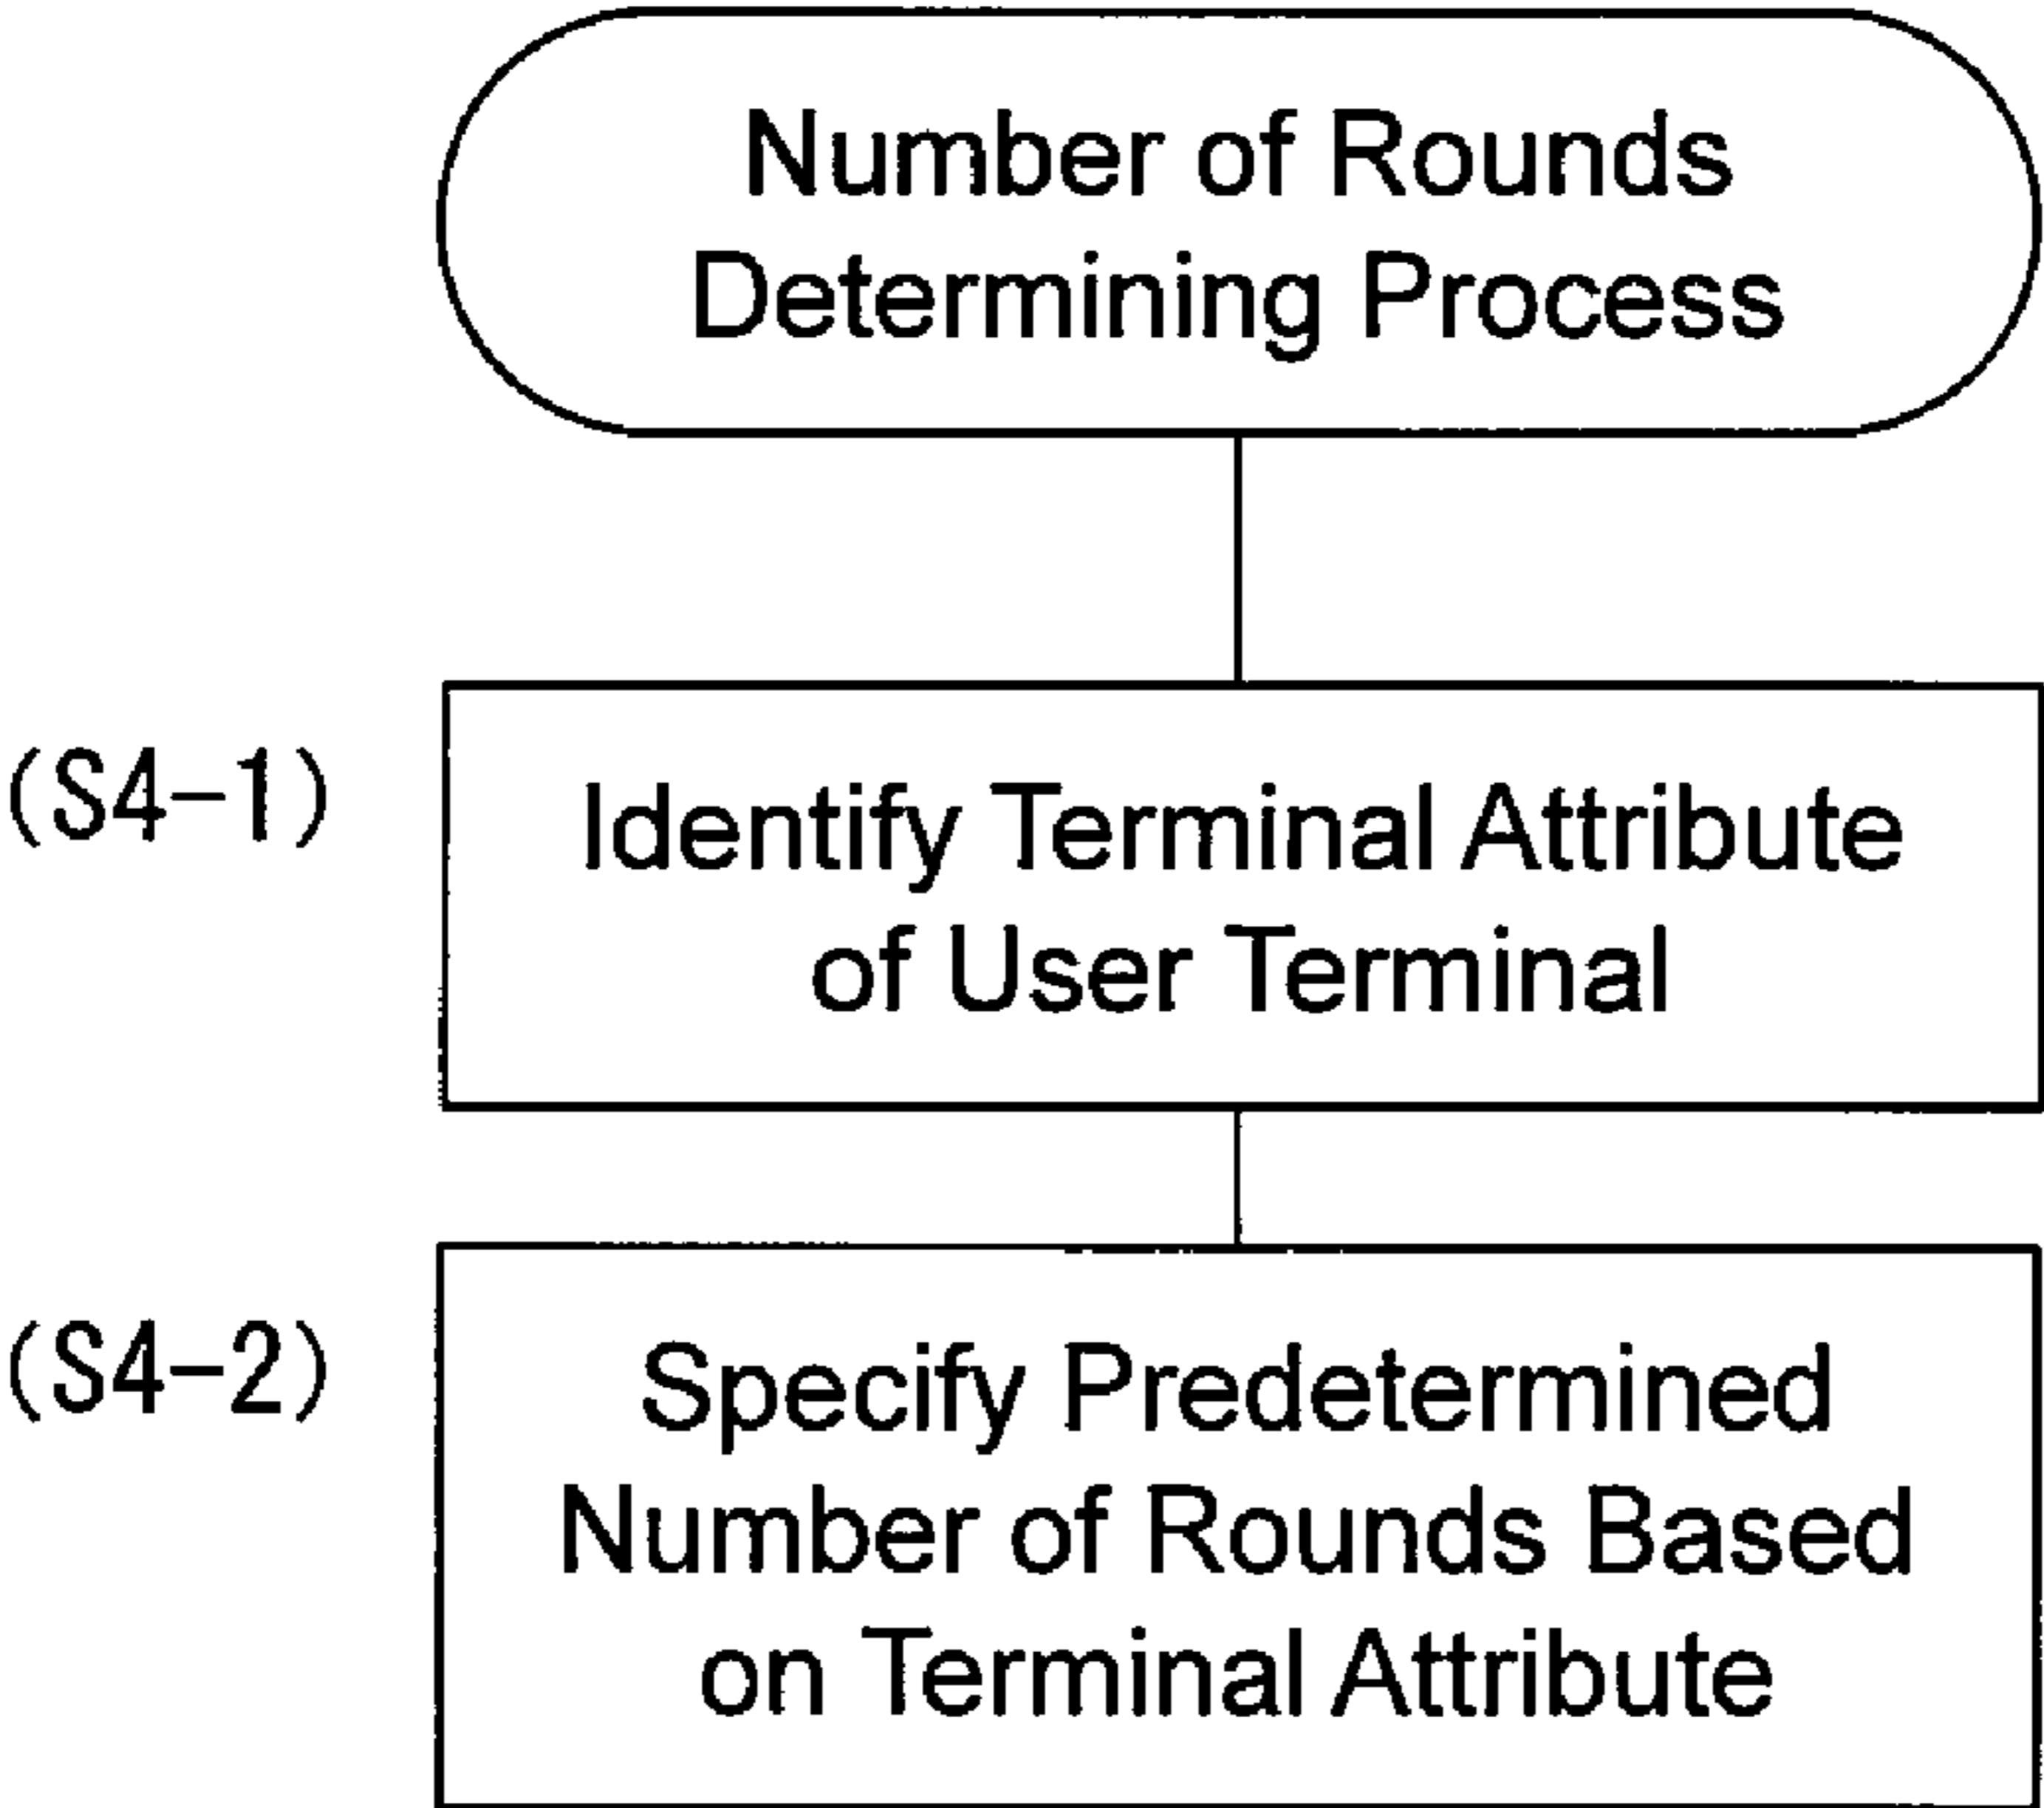 Number of Rounds
Determining Process
(S4-1)
Identify Terminal Attribute
of User Terminal
(S4-2)
Specify Predetermined
Number of Rounds Based
on Terminal Attribute